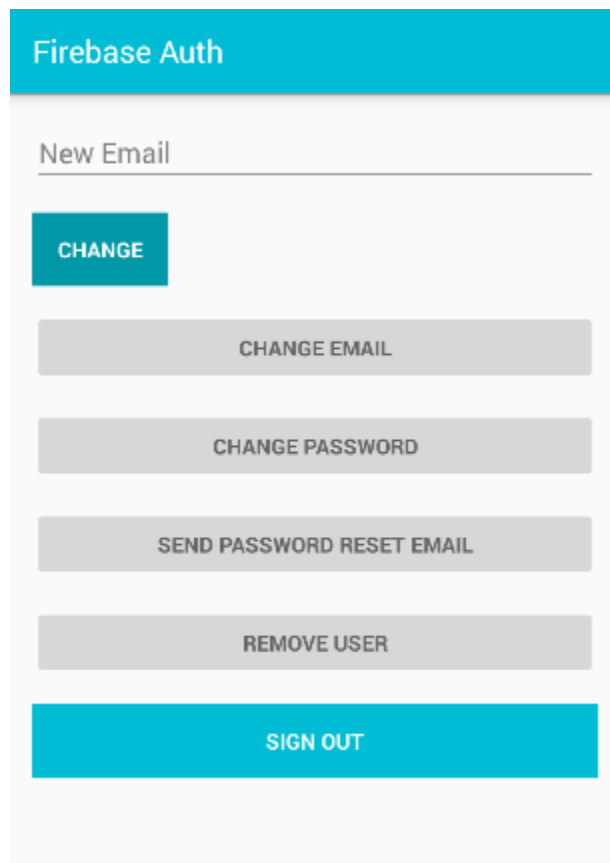 Firebase Auth
New Email
CHANGE
CHANGE EMAIL
CHANGE PASSWORD
SEND PASSWORD RESET EMAIL
REMOVE USER
SIGN OUT